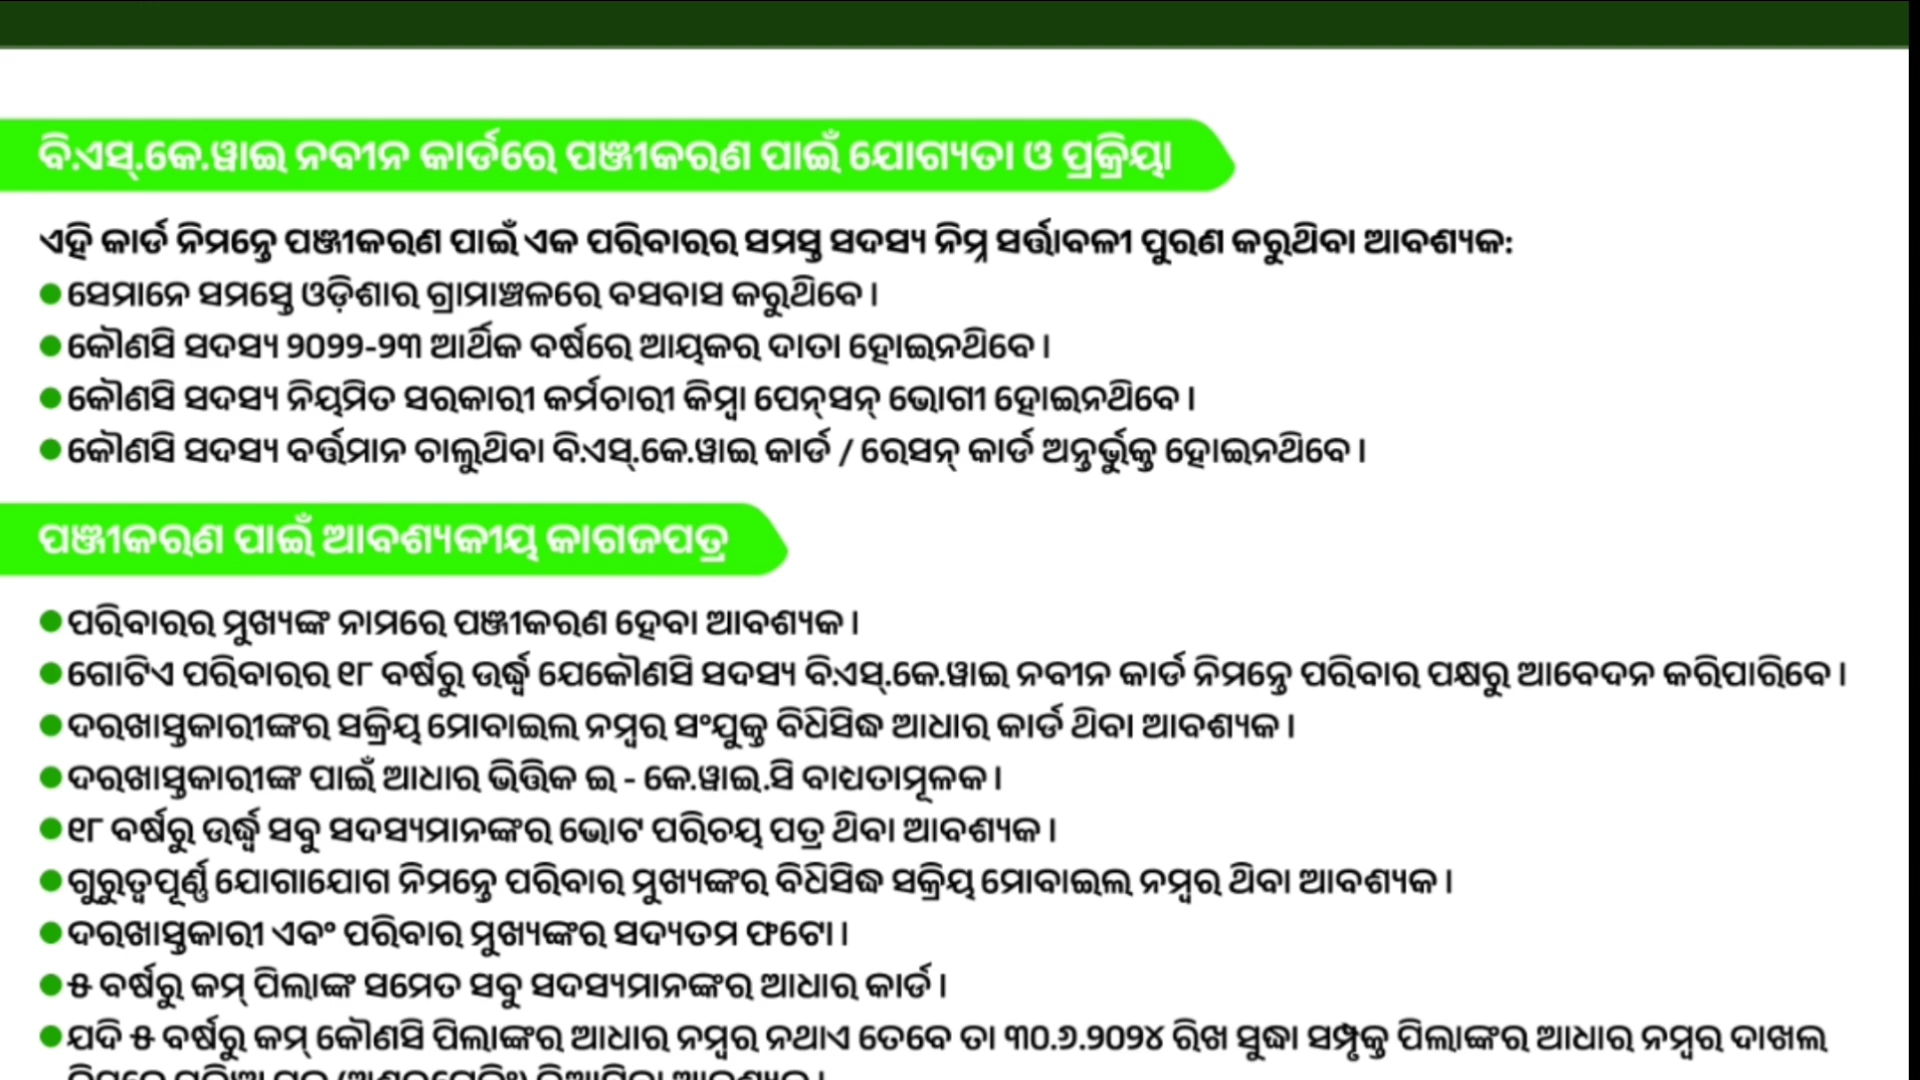 ବି.ଏସ୍.କେ.ୱାଇ ନବୀନ କାର୍ଡରେ ପଞ୍ଜୀକରଣ ପାଇଁ ଯୋଗ୍ୟତା ଓ ପ୍ରକ୍ରିୟା
ଏହି କାର୍ଡ ନିମନ୍ତେ ପଞ୍ଜୀକରଣ ପାଇଁ ଏକ ପରିବାରର ସମସ୍ତ ସଦସ୍ୟ ନିମ୍ନ ସର୍ତ୍ତାବଳୀ ପୁରଣ କରୁଥିବା ଆବଶ୍ୟକ:
● ସେମାନେ ସମସ୍ତେ ଓଡ଼ିଶାର ଗ୍ରାମାଞ୍ଚଳରେ ବସବାସ କରୁଥିବେ ।
● କୌଣସି ସଦସ୍ୟ ୨୦୨୨-୨୩ ଆର୍ଥିକ ବର୍ଷରେ ଆୟକର ଦାତା ହୋଇନଥିବେ ।
● କୌଣସି ସଦସ୍ୟ ନିୟମିତ ସରକାରୀ କର୍ମଚାରୀ କିମ୍ବା ପେନ୍‌ସନ୍ ଭୋଗୀ ହୋଇନଥିବେ ।
● କୌଣସି ସଦସ୍ୟ ବର୍ତ୍ତମାନ ଚାଲୁଥିବା ବି.ଏସ୍.କେ.ୱାଇ କାର୍ଡ / ରେସନ୍ କାର୍ଡ ଅନ୍ତର୍ଭୁକ୍ତ ହୋଇନଥିବେ ।
ପଞ୍ଜୀକରଣ ପାଇଁ ଆବଶ୍ୟକୀୟ କାଗଜପତ୍ର
● ପରିବାରର ମୁଖ୍ୟଙ୍କ ନାମରେ ପଞ୍ଜୀକରଣ ହେବା ଆବଶ୍ୟକ ।
● ଗୋଟିଏ ପରିବାରର ୧୮ ବର୍ଷରୁ ଉର୍ଦ୍ଧ୍ୱ ଯେକୌଣସି ସଦସ୍ୟ ବି.ଏସ୍.କେ.ୱାଇ ନବୀନ କାର୍ଡ ନିମନ୍ତେ ପରିବାର ପକ୍ଷରୁ ଆବେଦନ କରିପାରିବେ ।
● ଦରଖାସ୍ତକାରୀଙ୍କର ସକ୍ରିୟ ମୋବାଇଲ ନମ୍ବର ସଂଯୁକ୍ତ ବିଧିସିଦ୍ଧ ଆଧାର କାର୍ଡ ଥିବା ଆବଶ୍ୟକ ।
● ଦରଖାସ୍ତକାରୀଙ୍କ ପାଇଁ ଆଧାର ଭିତ୍ତିକ ଇ - କେ.ୱାଇ.ସି ବାଧତାମୂଳକ ।
● ୧୮ ବର୍ଷରୁ ଉର୍ଦ୍ଧ୍ୱ ସବୁ ସଦସ୍ୟମାନଙ୍କର ଭୋଟ ପରିଚୟ ପତ୍ର ଥିବା ଆବଶ୍ୟକ ।
● ଗୁରୁତ୍ୱପୂର୍ଣ୍ଣ ଯୋଗାଯୋଗ ନିମନ୍ତେ ପରିବାର ମୁଖ୍ୟଙ୍କର ବିଧିସିଦ୍ଧ ସକ୍ରିୟ ମୋବାଇଲ ନମ୍ବର ଥିବା ଆବଶ୍ୟକ ।
● ଦରଖାସ୍ତକାରୀ ଏବଂ ପରିବାର ମୁଖ୍ୟଙ୍କର ସଦ୍ୟତମ ଫଟୋ ।
● ୫ ବର୍ଷରୁ କମ୍ ପିଲାଙ୍କ ସମେତ ସବୁ ସଦସ୍ୟମାନଙ୍କର ଆଧାର କାର୍ଡ ।
● ଯଦି ୫ ବର୍ଷରୁ କମ୍ କୌଣସି ପିଲାଙ୍କର ଆଧାର ନମ୍ବର ନଥାଏ ତେବେ ତା ୩୦.୬.୨୦୨୪ ରିଖ ସୁଦ୍ଧା ସମ୍ପୃକ୍ତ ପିଲାଙ୍କର ଆଧାର ନମ୍ବର ଦାଖଲ